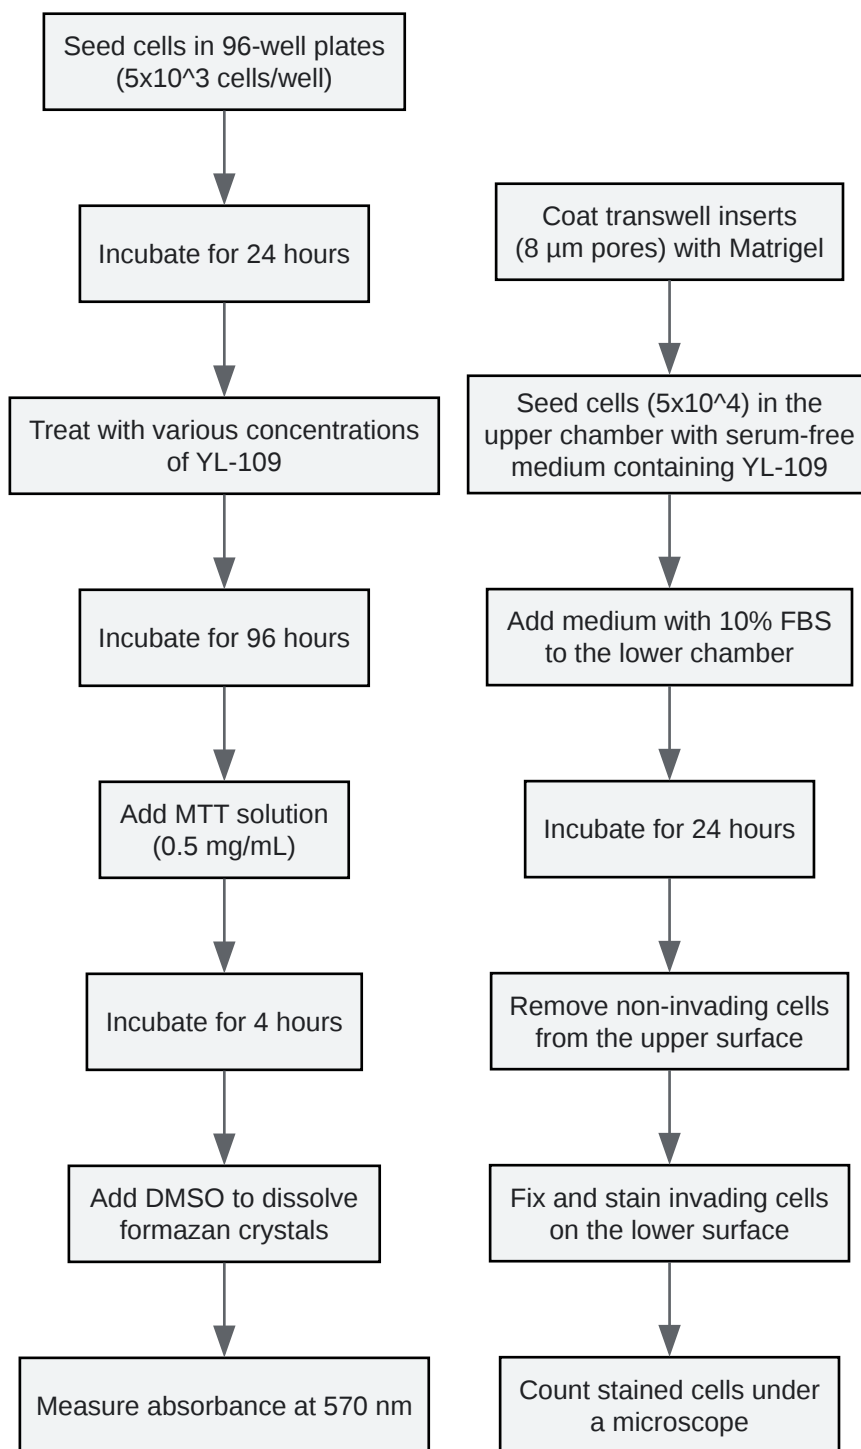 Seed cells in 96-well plates
(5x10^3 cells/well)
Incubate for 24 hours
Treat with various concentrations
of YL-109
Incubate for 96 hours
Add MTT solution
(0.5 mg/mL)
Incubate for 4 hours
Add DMSO to dissolve
formazan crystals
Measure absorbance at 570 nm
Coat transwell inserts
(8 µm pores) with Matrigel
Seed cells (5x10^4) in the
upper chamber with serum-free
medium containing YL-109
Add medium with 10% FBS
to the lower chamber
Incubate for 24 hours
Remove non-invading cells
from the upper surface
Fix and stain invading cells
on the lower surface
Count stained cells under
a microscope